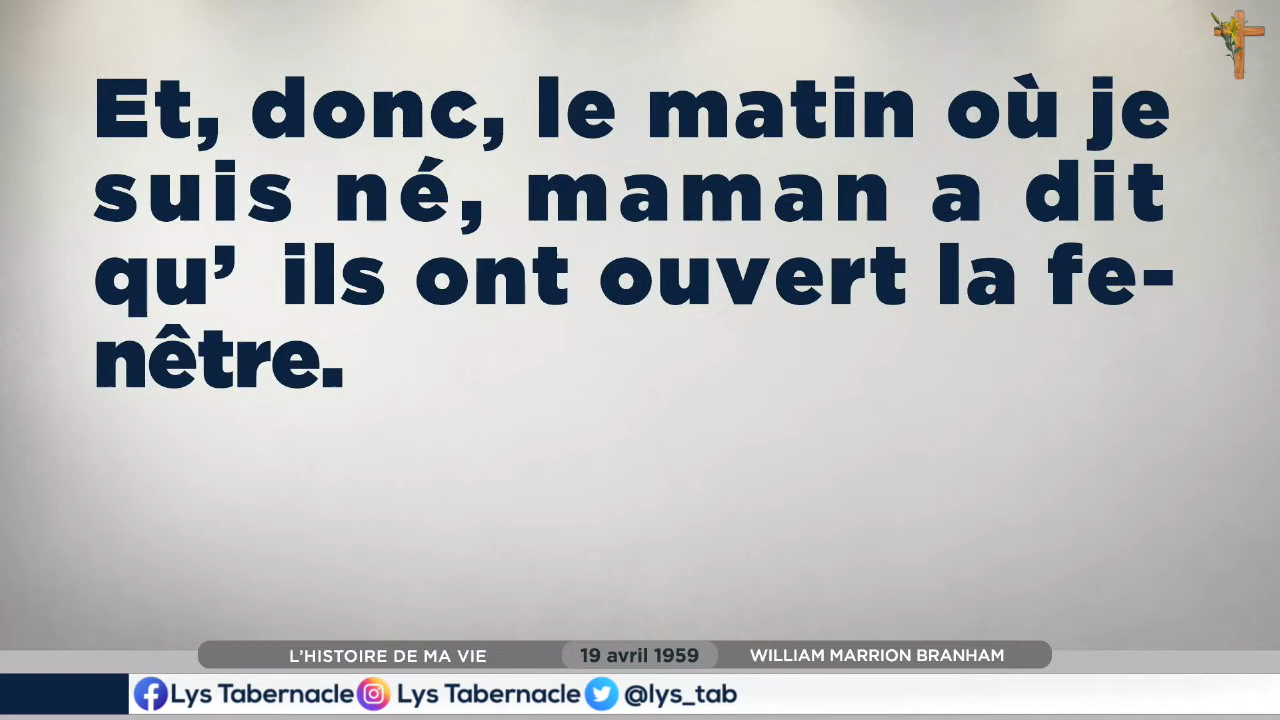 Et, donc, le matin où je
suis né, maman a dit
qu’ ils ont ouvert la fe-
nêtre.
L’HISTOIRE DE MA VIE 19 avril 1959 WILLIAM MARRION BRANHAM
Lys Tabernacle Lys Tabernacle @lys_tab